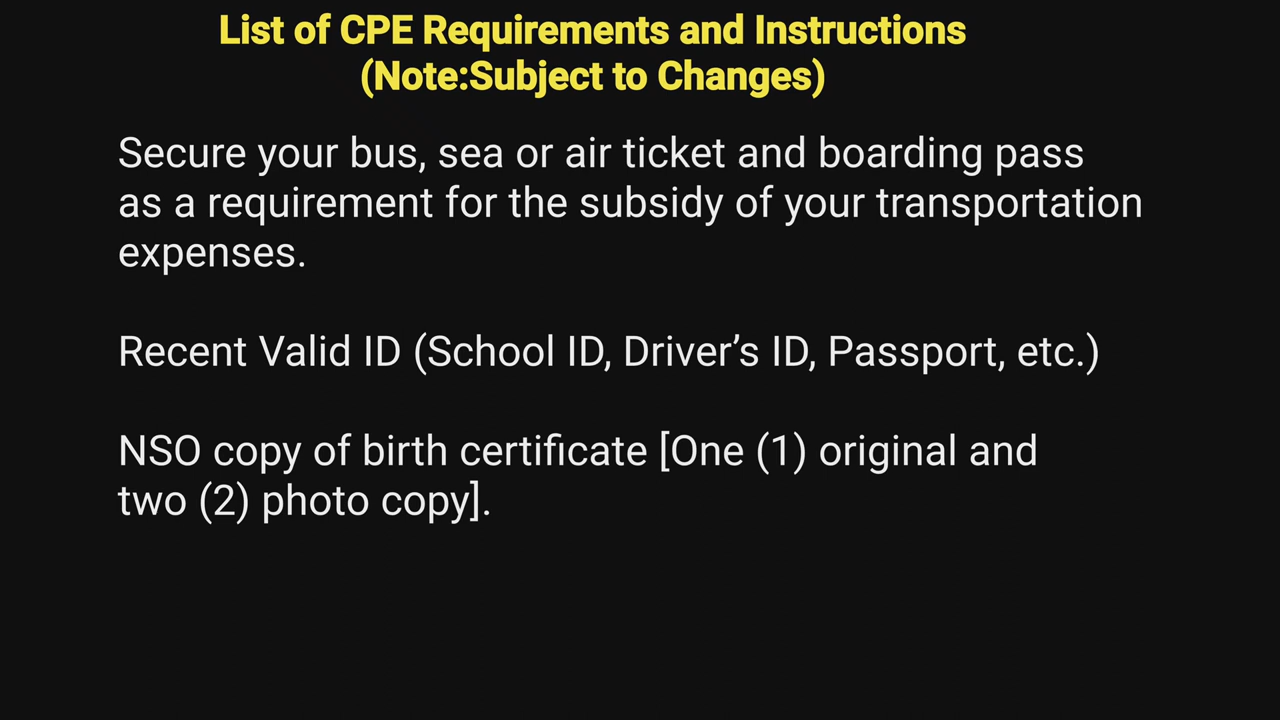 List of CPE Requirements and Instructions
(Note:Subject to Changes)
Secure your bus, sea or air ticket and boarding pass
as a requirement for the subsidy of your transportation
expenses.
Recent Valid ID (School ID, Driver’s ID, Passport, etc.)
NSO copy of birth certificate [One (1) original and
two (2) photo copy].